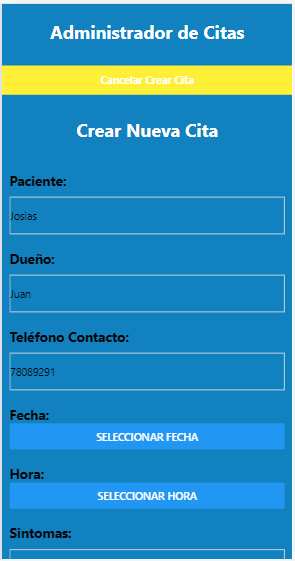 Administrador de Citas
Cancelar Crear Cita
Crear Nueva Cita
Paciente:
Josias
Dueño:
Juan
Teléfono Contacto:
78089291
Fecha:
SELECCIONAR FECHA
Hora:
SELECCIONAR HORA
Sintomas: